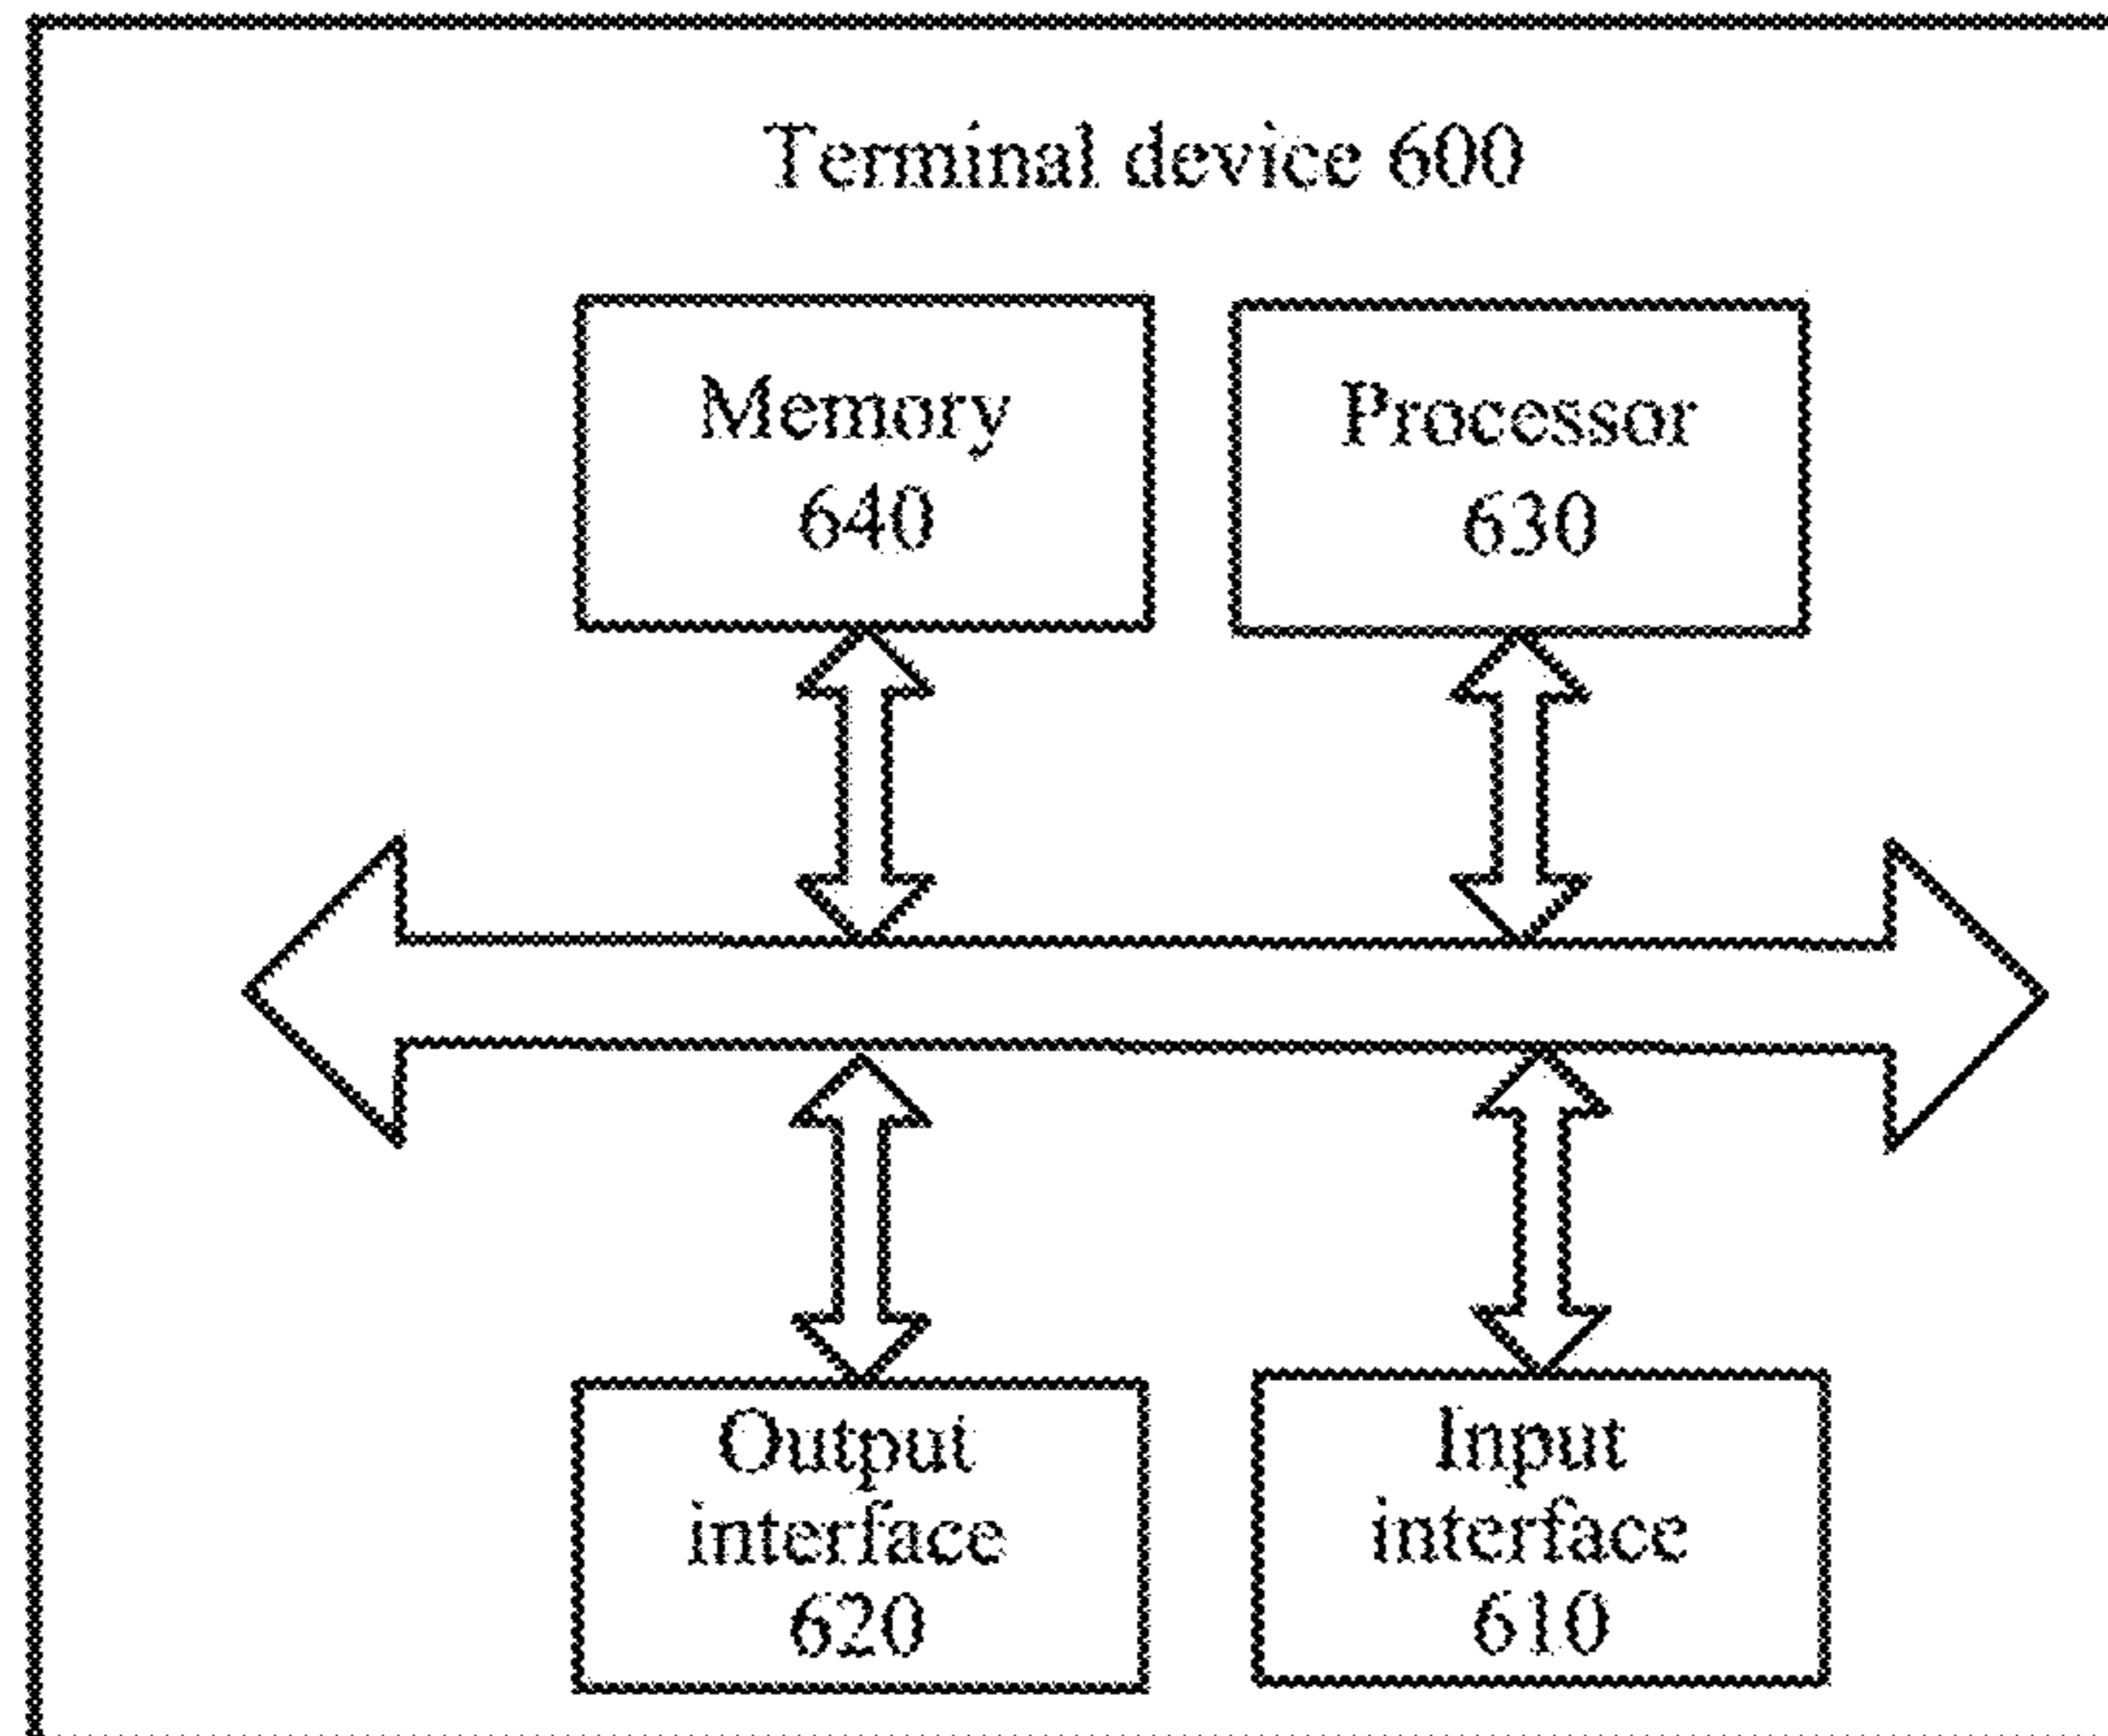 Terminal device 600
Memory
640
Processor
630
Output
interface
620
Input
interface
610